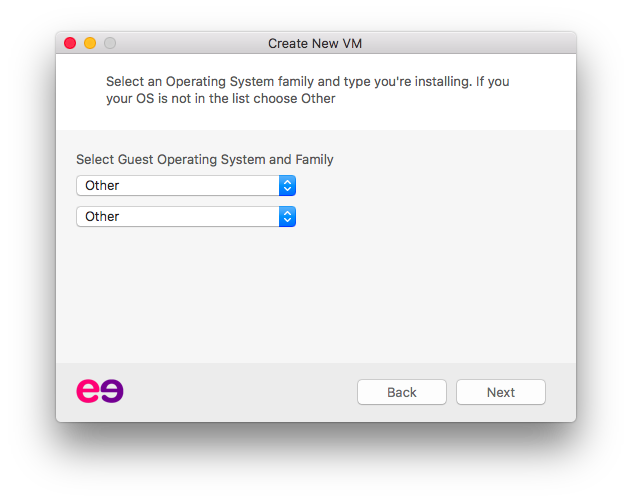 Create New VM
Select an Operating System family and type you're installing. If you
your OS is not in the list choose Other
Select Guest Operating System and Family
Other
Other
Back
Next